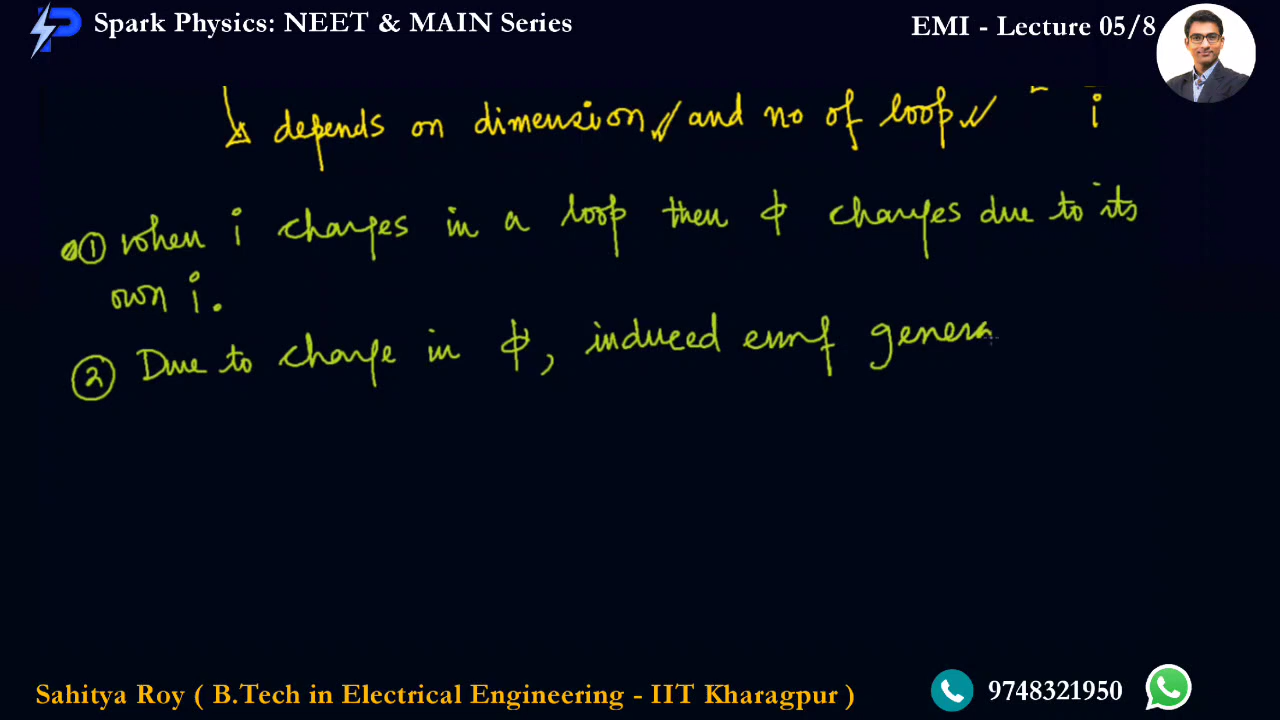 Spark Physics: NEET & MAIN Series
EMI - Lecture 05/8
depends on dimension and no of loop i
① when i changes in a loop then ϕ changes due to its
own i.
② Due to change in ϕ, induced emf genera
Sahitya Roy ( B.Tech in Electrical Engineering - IIT Kharagpur )
9748321950